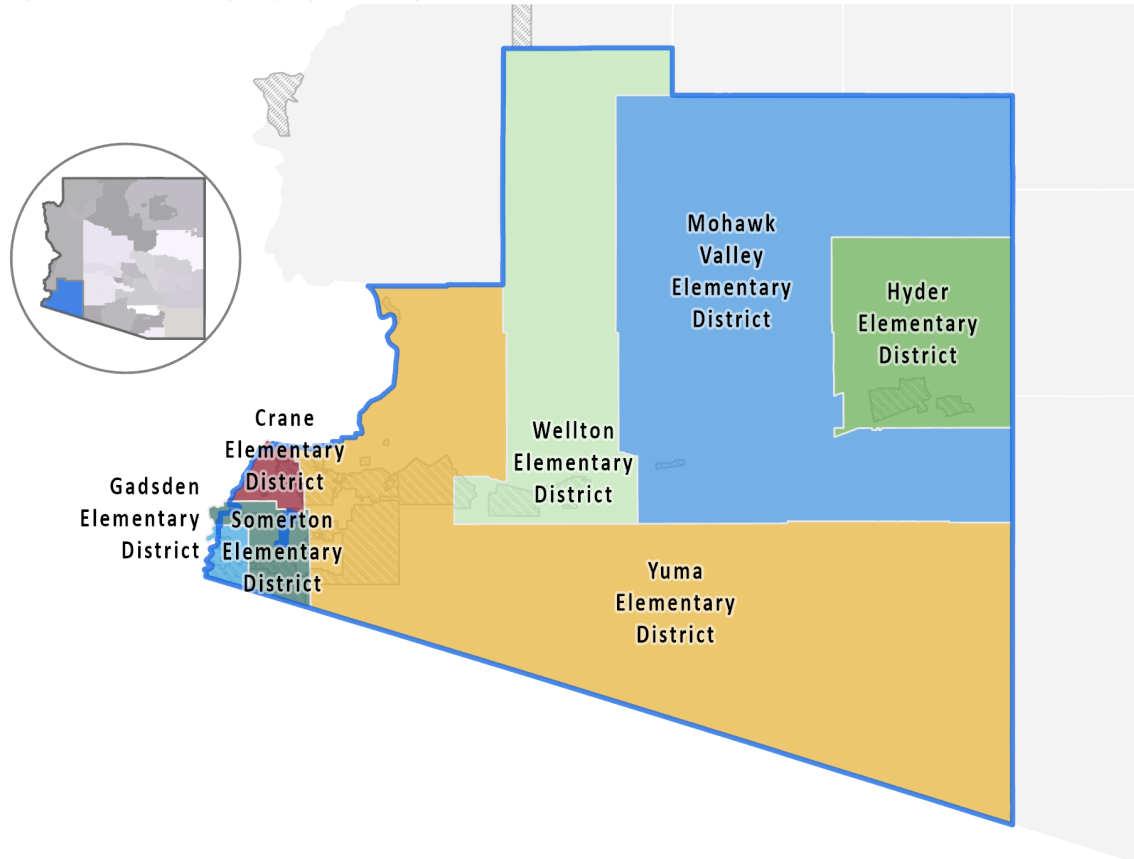 Mohawk
Valley
Elementary
District
Hyder
Elementary
District
Crane
Elementary
District
Wellton
Elementary
District
Gadsden
Elementary
District
Somerton
Elementary
District
Yuma
Elementary
District